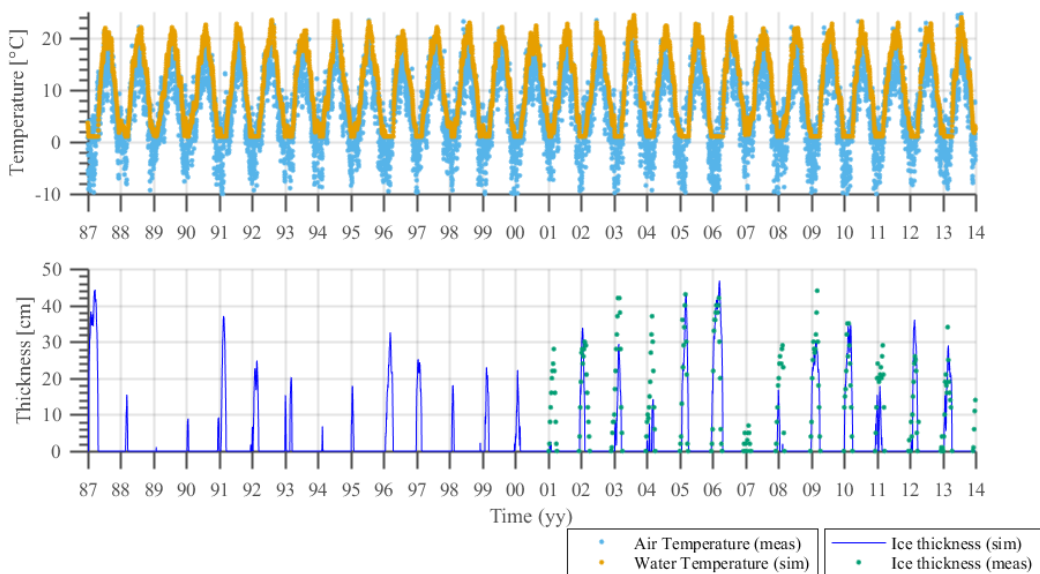 Temperature [°C]
20
10
0
-10
87 88 89 90 91 92 93 94 95 96 97 98 99 00 01 02 03 04 05 06 07 08 09 10 11 12 13 14
Thickness [cm]
50
40
30
20
10
0
87 88 89 90 91 92 93 94 95 96 97 98 99 00 01 02 03 04 05 06 07 08 09 10 11 12 13 14
Time (yy)
Air Temperature (meas)
Water Temperature (sim)
Ice thickness (sim)
Ice thickness (meas)